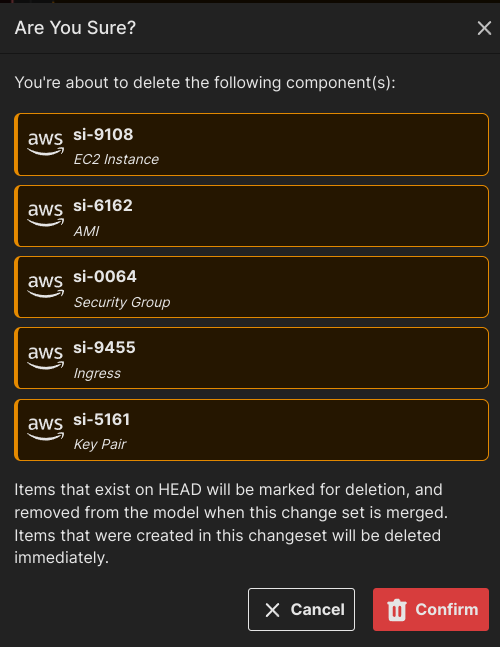 Are You Sure?
You're about to delete the following component(s):
aws
si-9108
EC2 Instance
aws
si-6162
AMI
aws
si-0064
Security Group
aws
si-9455
Ingress
aws
si-5161
Key Pair
Items that exist on HEAD will be marked for deletion, and
removed from the model when this change set is merged.
Items that were created in this changeset will be deleted
immediately.
Cancel
Confirm